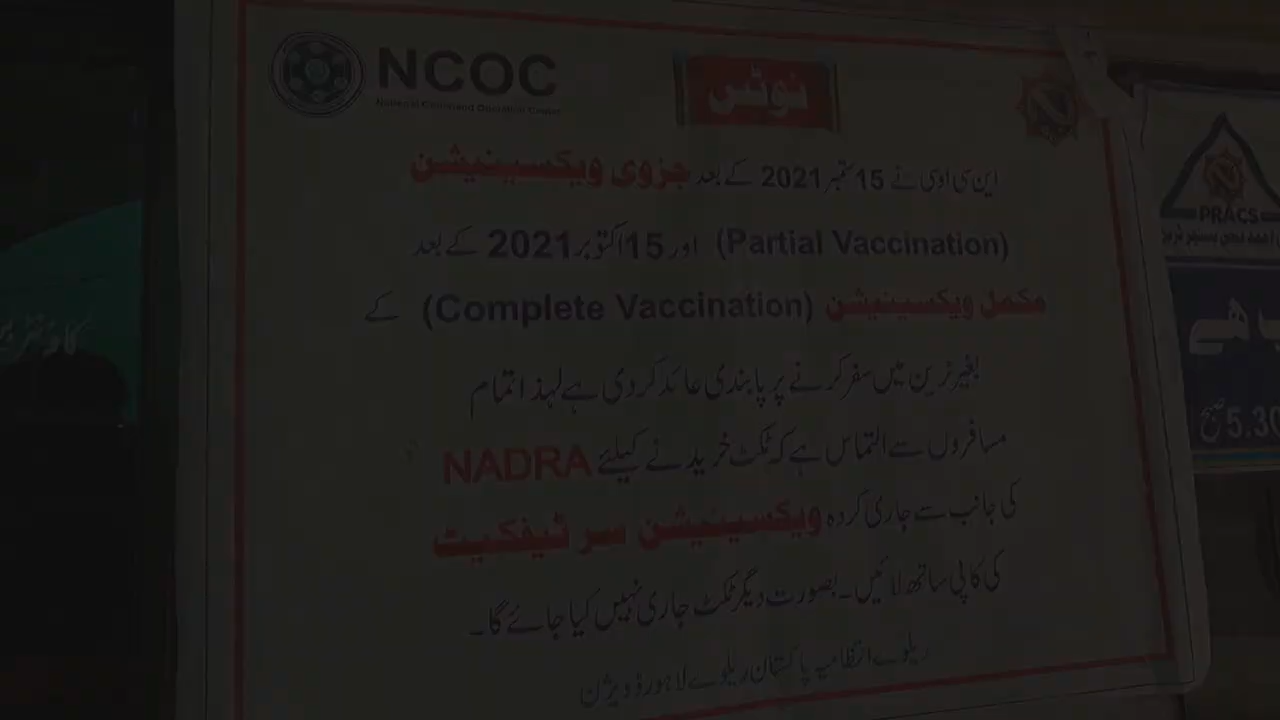 NCOC
National Command Operation Center
نوٹس
این سی او سی نے 15 ستمبر 2021 کے بعد جزوی ویکسینیشن
(Partial Vaccination) اور 15 اکتوبر 2021 کے بعد
مکمل ویکسینیشن (Complete Vaccination) کے
بغیر ٹرین میں سفر کرنے پر پابندی عائد کردی ہے لہذا تمام
مسافروں سے التماس ہے کہ ٹکٹ خریدنے کیلئے NADRA
کی جانب سے جاری کردہ ویکسینیشن سرٹیفکیٹ
کی کاپی ساتھ لائیں۔ بصورت دیگر ٹکٹ جاری نہیں کیا جائے گا۔
ریلوے انتظامیہ پاکستان ریلوے لاہور ڈویژن
PRACS
5.30 صبح